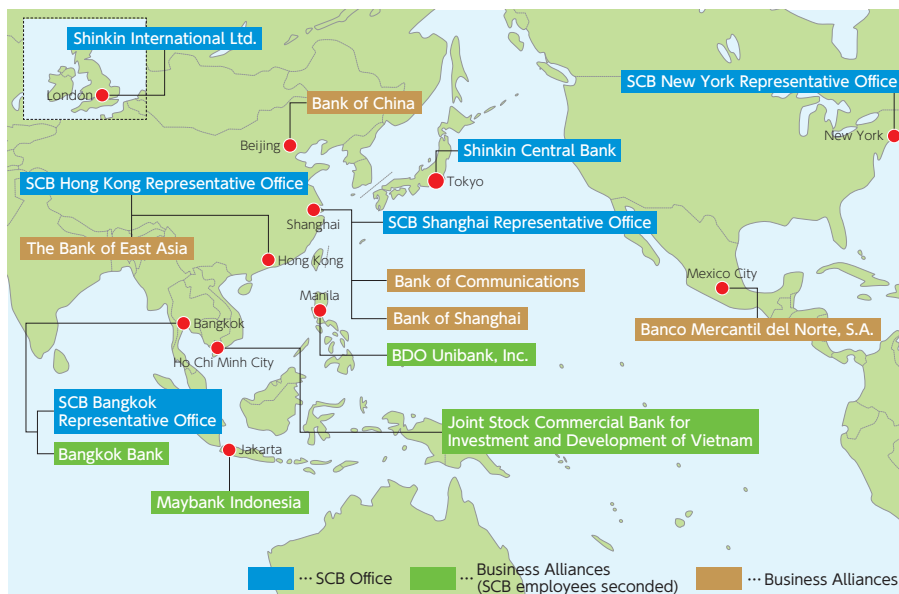 Shinkin International Ltd.
London
SCB New York Representative Office
New York
Bank of China
Beijing
Shinkin Central Bank
Tokyo
SCB Hong Kong Representative Office
Shanghai
SCB Shanghai Representative Office
The Bank of East Asia
Hong Kong
Bank of Communications
Mexico City
Manila
Bank of Shanghai
Banco Mercantil del Norte, S.A.
Bangkok
BDO Unibank, Inc.
Ho Chi Minh City
SCB Bangkok
Representative Office
Joint Stock Commercial Bank for
Investment and Development of Vietnam
Bangkok Bank
Jakarta
Maybank Indonesia
… SCB Office
… Business Alliances
(SCB employees seconded)
… Business Alliances